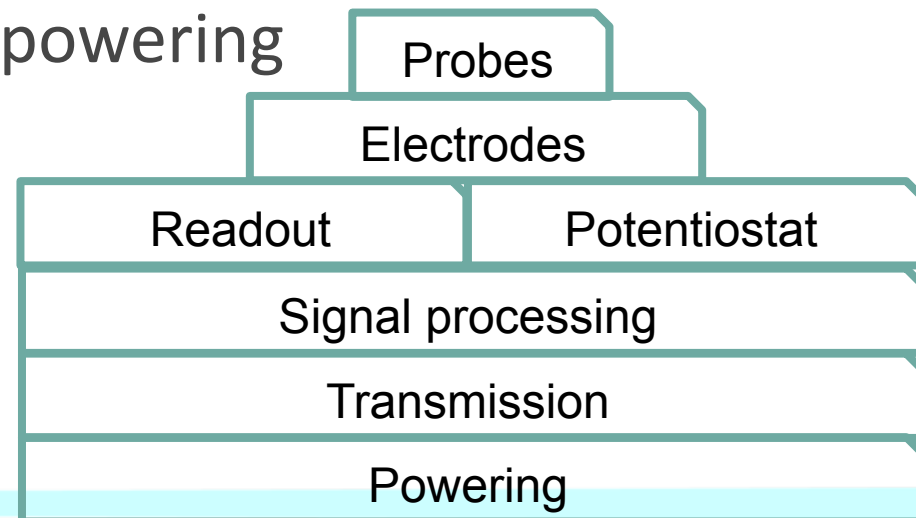 powering
Probes
Electrodes
Readout
Potentiostat
Signal processing
Transmission
Powering